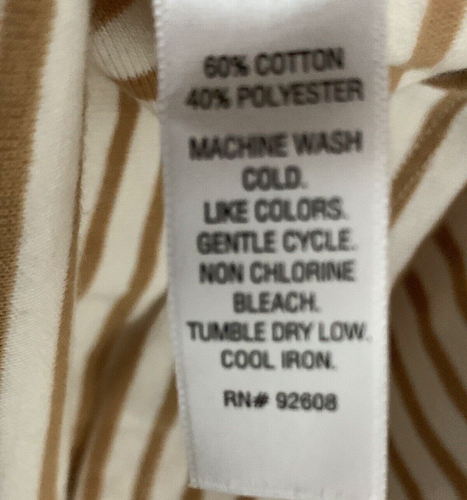 60% COTTON
40% POLYESTER
MACHINE WASH
COLD.
LIKE COLORS.
GENTLE CYCLE.
NON CHLORINE
BLEACH.
TUMBLE DRY LOW.
COOL IRON.
RN# 92608